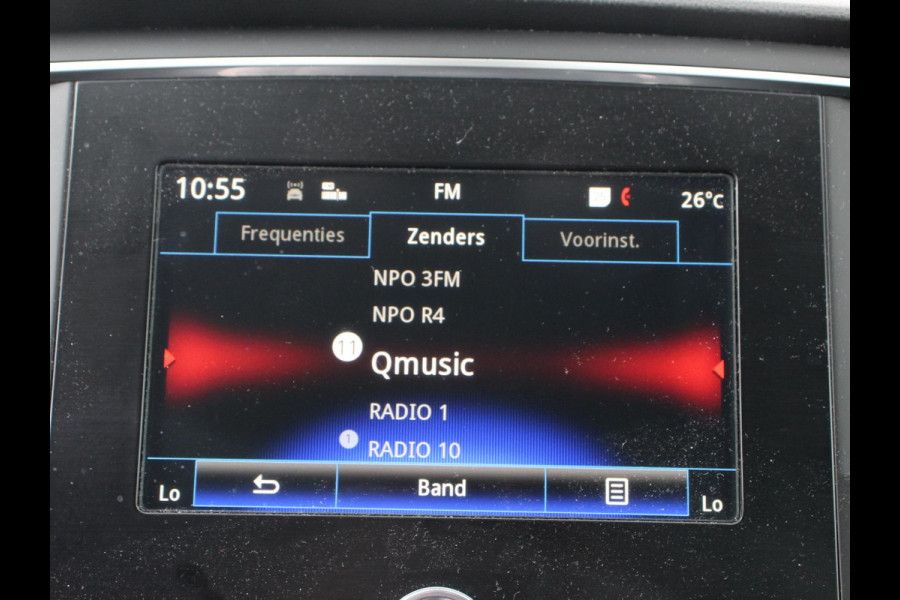 10:55 FM 26°C
Frequenties Zenders Voorinst.
NPO 3FM
NPO R4
11 Qmusic
RADIO 1
1 RADIO 10
Lo Band Lo